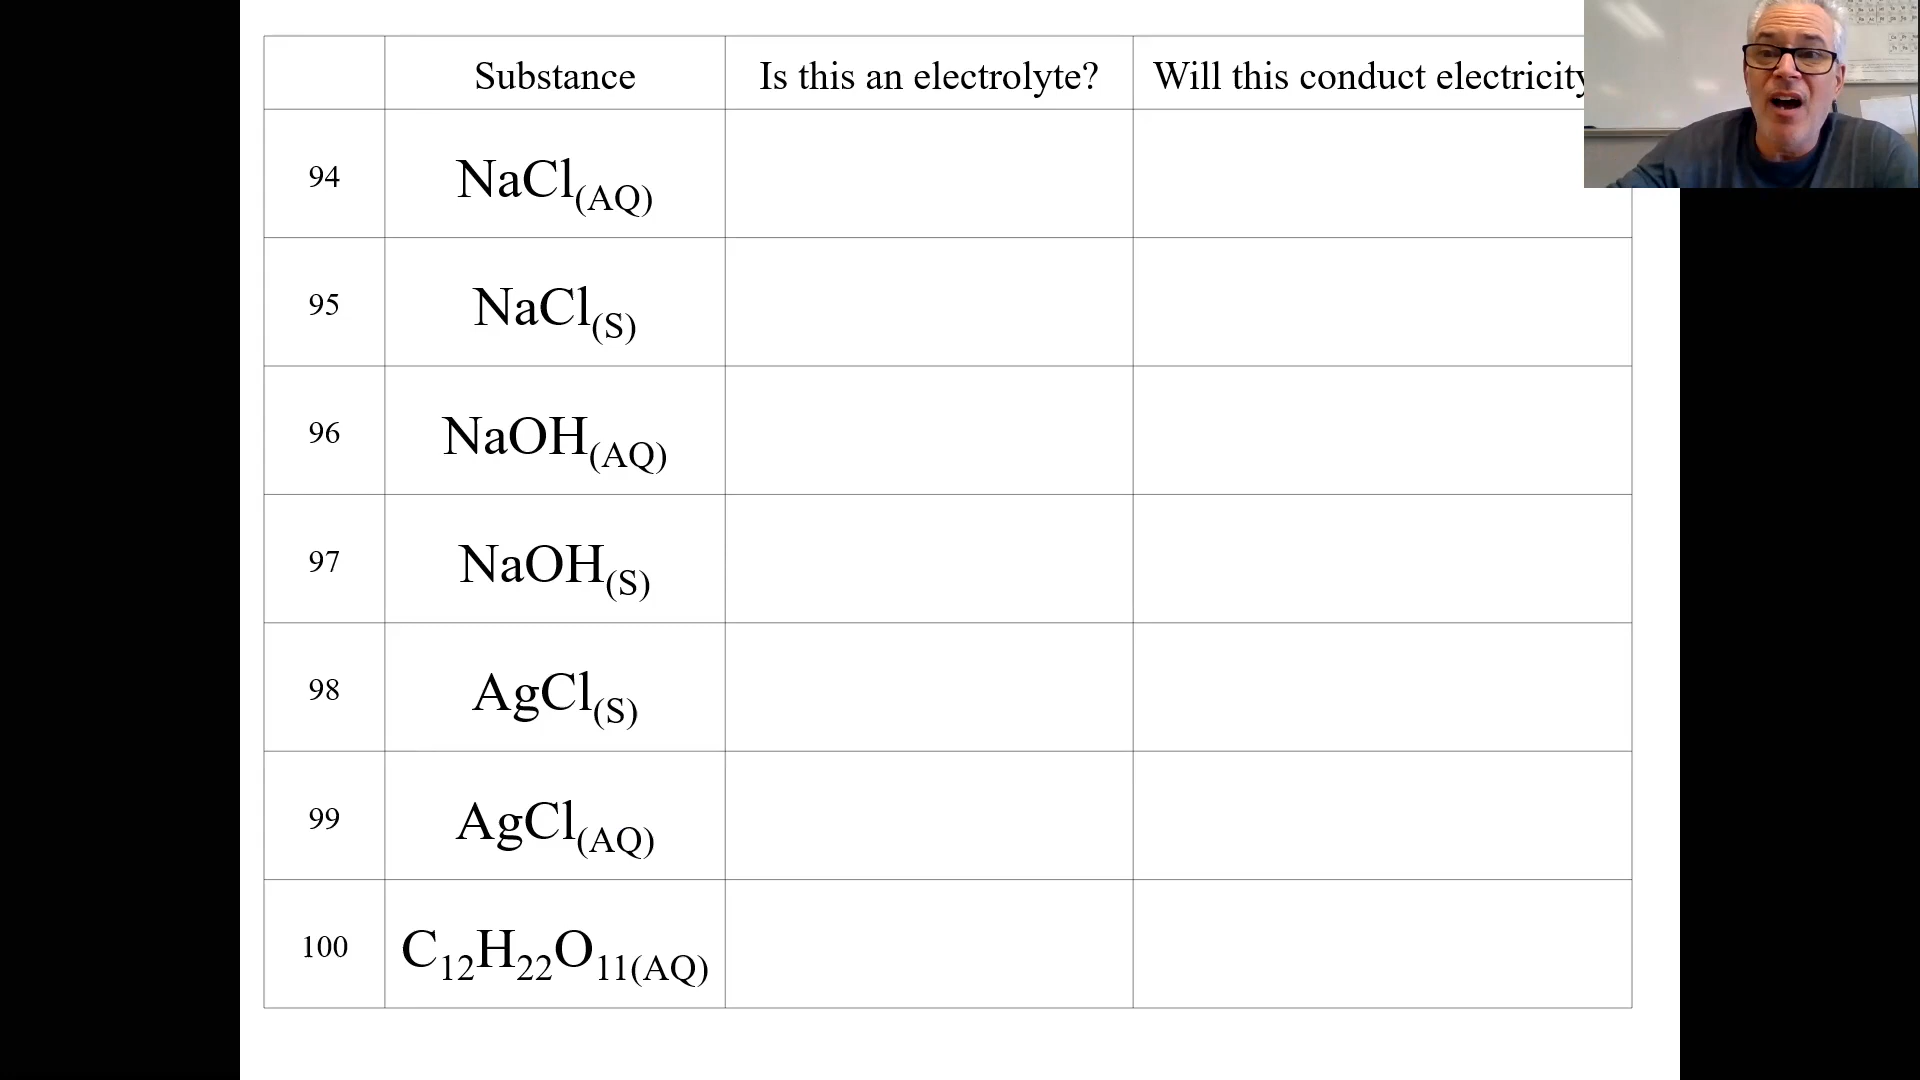 Substance Is this an electrolyte? Will this conduct electricity
94 NaCl(AQ)
95 NaCl(S)
96 NaOH(AQ)
97 NaOH(S)
98 AgCl(S)
99 AgCl(AQ)
100 C12H22O11(AQ)